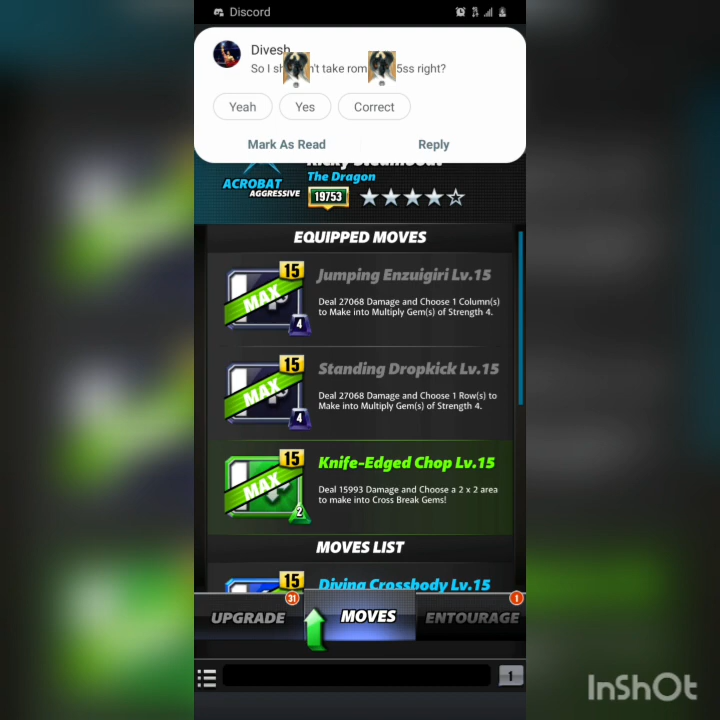 Discord
Divesh
So I sh n't take rom 5ss right?
Yeah Yes Correct
Mark As Read Reply
The Dragon
ACROBAT
AGGRESSIVE
19753
EQUIPPED MOVES
15
Jumping Enzuigiri Lv.15
MAX
Deal 27068 Damage and Choose 1 Column(s)
to Make into Multiply Gem(s) of Strength 4.
4
15
Standing Dropkick Lv.15
MAX
Deal 27068 Damage and Choose 1 Row(s) to
Make into Multiply Gem(s) of Strength 4.
4
15
Knife-Edged Chop Lv.15
MAX
Deal 15993 Damage and Choose a 2 x 2 area
to make into Cross Break Gems!
2
MOVES LIST
15
Diving Crossbody Lv.15
31
1
UPGRADE MOVES ENTOURAGE
1
InShOt